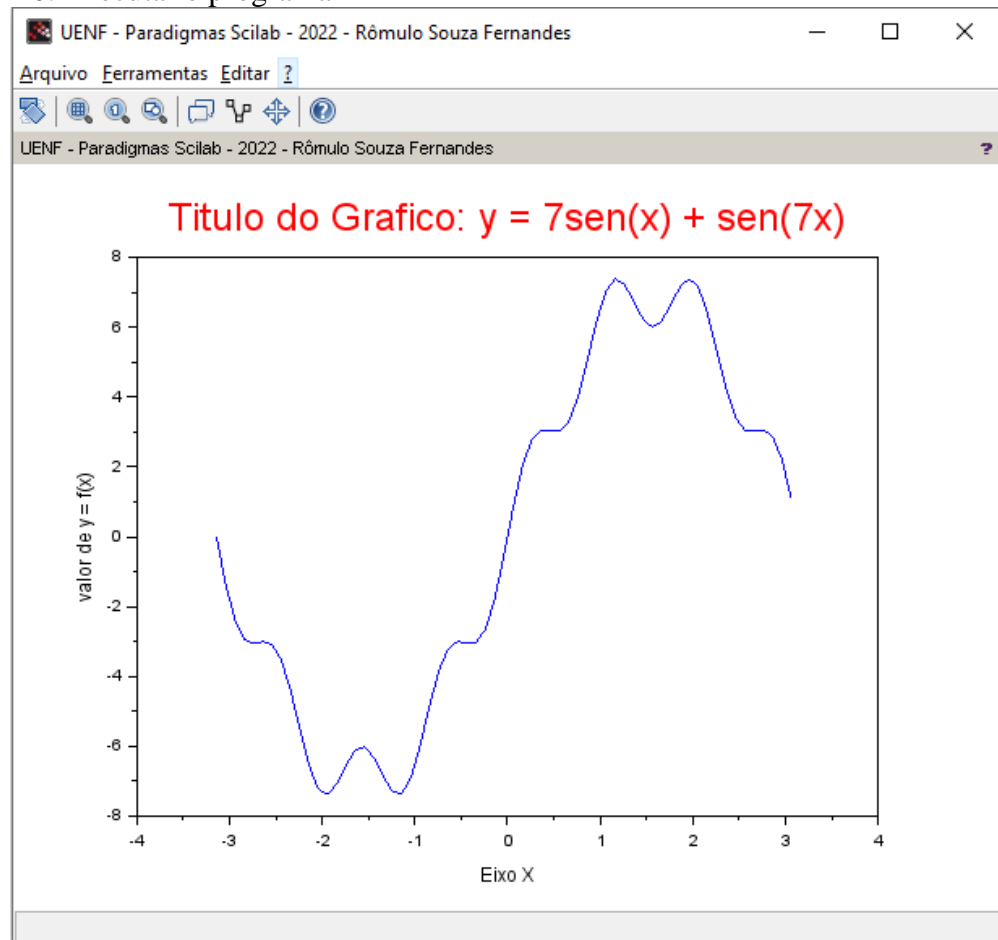 UENF - Paradigmas Scilab - 2022 - Rômulo Souza Fernandes
Arquivo Ferramentas Editar ?
UENF - Paradigmas Scilab - 2022 - Rômulo Souza Fernandes ?
Titulo do Grafico: y = 7sen(x) + sen(7x)
8
6
4
2
0
-2
-4
-6
-8
valor de y = f(x)
-4 -3 -2 -1 0 1 2 3 4
Eixo X